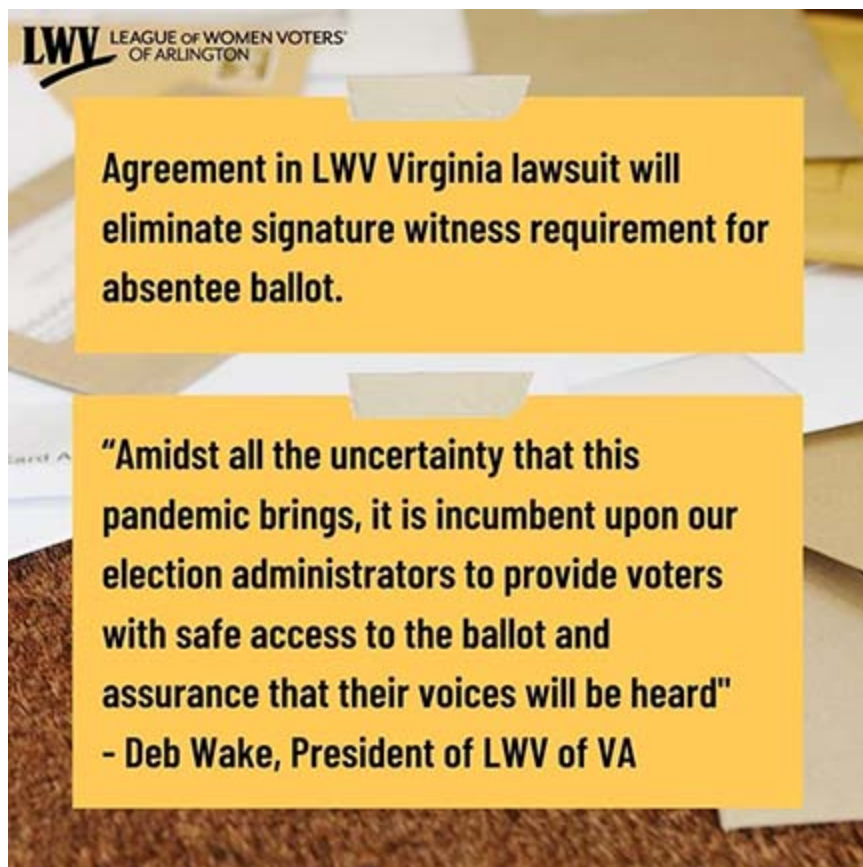 LWV LEAGUE OF WOMEN VOTERS®
OF ARLINGTON
Agreement in LWV Virginia lawsuit will
eliminate signature witness requirement for
absentee ballot.
“Amidst all the uncertainty that this
pandemic brings, it is incumbent upon our
election administrators to provide voters
with safe access to the ballot and
assurance that their voices will be heard"
- Deb Wake, President of LWV of VA